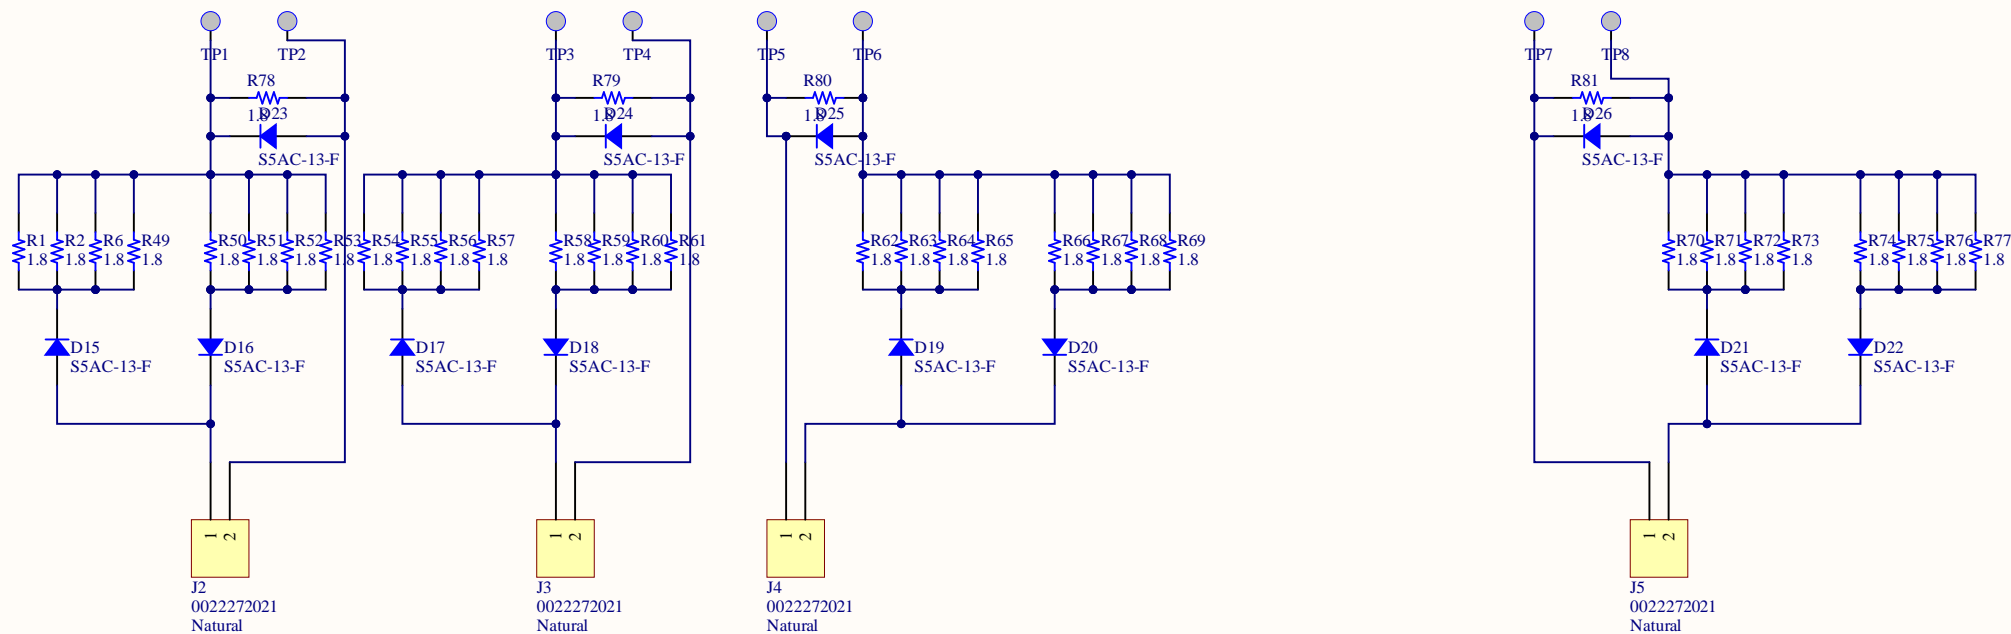 TP1
TP2
TP3
TP4
TP5
TP6
TP7
TP8
R78
1.8
D23
S5AC-13-F
R79
1.8
D24
S5AC-13-F
R80
1.8
D25
S5AC-13-F
R81
1.8
D26
S5AC-13-F
R1
1.8
R2
1.8
R6
1.8
R49
1.8
R50
1.8
R51
1.8
R52
1.8
R53
1.8
R54
1.8
R55
1.8
R56
1.8
R57
1.8
R58
1.8
R59
1.8
R60
1.8
R61
1.8
R62
1.8
R63
1.8
R64
1.8
R65
1.8
R66
1.8
R67
1.8
R68
1.8
R69
1.8
R70
1.8
R71
1.8
R72
1.8
R73
1.8
R74
1.8
R75
1.8
R76
1.8
R77
1.8
D15
S5AC-13-F
D16
S5AC-13-F
D17
S5AC-13-F
D18
S5AC-13-F
D19
S5AC-13-F
D20
S5AC-13-F
D21
S5AC-13-F
D22
S5AC-13-F
1
2
J2
0022272021
Natural
1
2
J3
0022272021
Natural
1
2
J4
0022272021
Natural
1
2
J5
0022272021
Natural